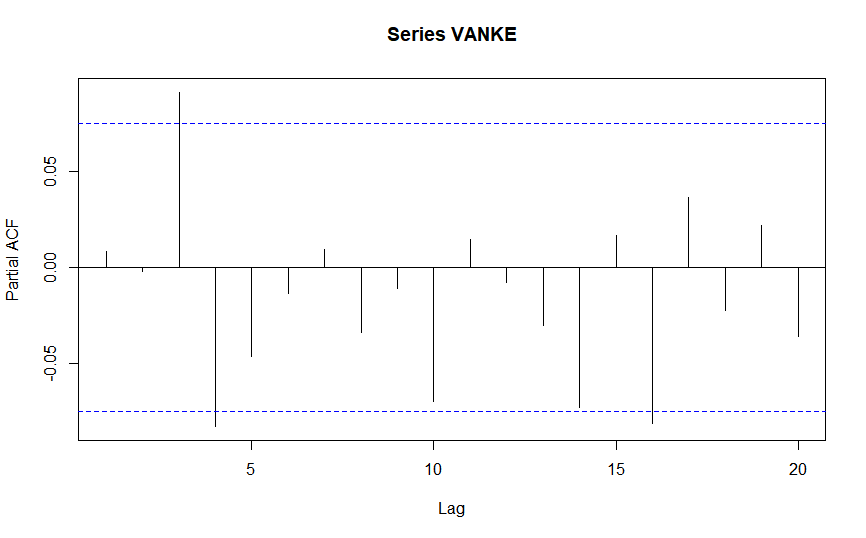 Series VANKE
Partial ACF
0.05
0.00
-0.05
5 10 15 20
Lag